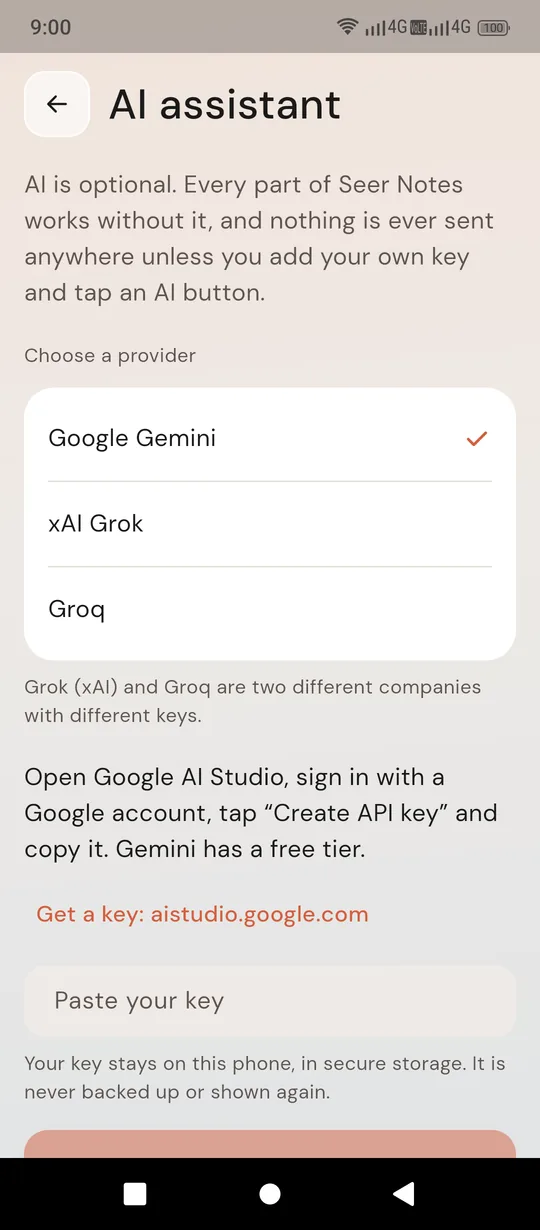 9:00
4G VoLTE 4G 100
AI assistant
AI is optional. Every part of Seer Notes
works without it, and nothing is ever sent
anywhere unless you add your own key
and tap an AI button.
Choose a provider
Google Gemini
xAI Grok
Groq
Grok (xAI) and Groq are two different companies
with different keys.
Open Google AI Studio, sign in with a
Google account, tap “Create API key” and
copy it. Gemini has a free tier.
Get a key: aistudio.google.com
Paste your key
Your key stays on this phone, in secure storage. It is
never backed up or shown again.